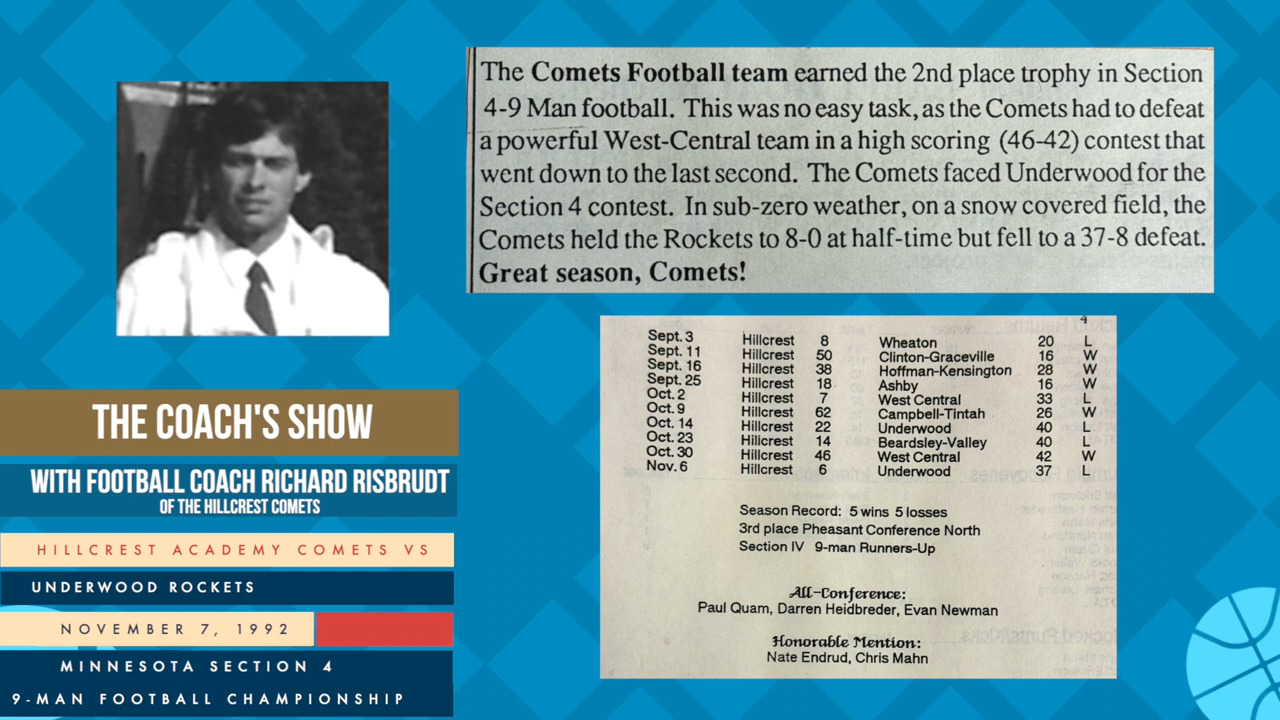 The Comets Football team earned the 2nd place trophy in Section
4-9 Man football. This was no easy task, as the Comets had to defeat
a powerful West-Central team in a high scoring (46-42) contest that
went down to the last second. The Comets faced Underwood for the
Section 4 contest. In sub-zero weather, on a snow covered field, the
Comets held the Rockets to 8-0 at half-time but fell to a 37-8 defeat.
Great season, Comets!
4
Sept. 3 Hillcrest 8 Wheaton 20 L
Sept. 11 Hillcrest 50 Clinton-Graceville 16 W
Sept. 16 Hillcrest 38 Hoffman-Kensington 28 W
Sept. 25 Hillcrest 18 Ashby 16 W
Oct. 2 Hillcrest 7 West Central 33 L
Oct. 9 Hillcrest 62 Campbell-Tintah 26 W
Oct. 14 Hillcrest 22 Underwood 40 L
Oct. 23 Hillcrest 14 Beardsley-Valley 40 L
Oct. 30 Hillcrest 46 West Central 42 W
Nov. 6 Hillcrest 6 Underwood 37 L
Season Record: 5 wins 5 losses
3rd place Pheasant Conference North
Section IV 9-man Runners-Up
All-Conference:
Paul Quam, Darren Heidbreder, Evan Newman
Honorable Mention:
Nate Endrud, Chris Mahn
THE COACH'S SHOW
WITH FOOTBALL COACH RICHARD RISBRUDT
OF THE HILLCREST COMETS
HILLCREST ACADEMY COMETS VS
UNDERWOOD ROCKETS
NOVEMBER 7, 1992
MINNESOTA SECTION 4
9-MAN FOOTBALL CHAMPIONSHIP